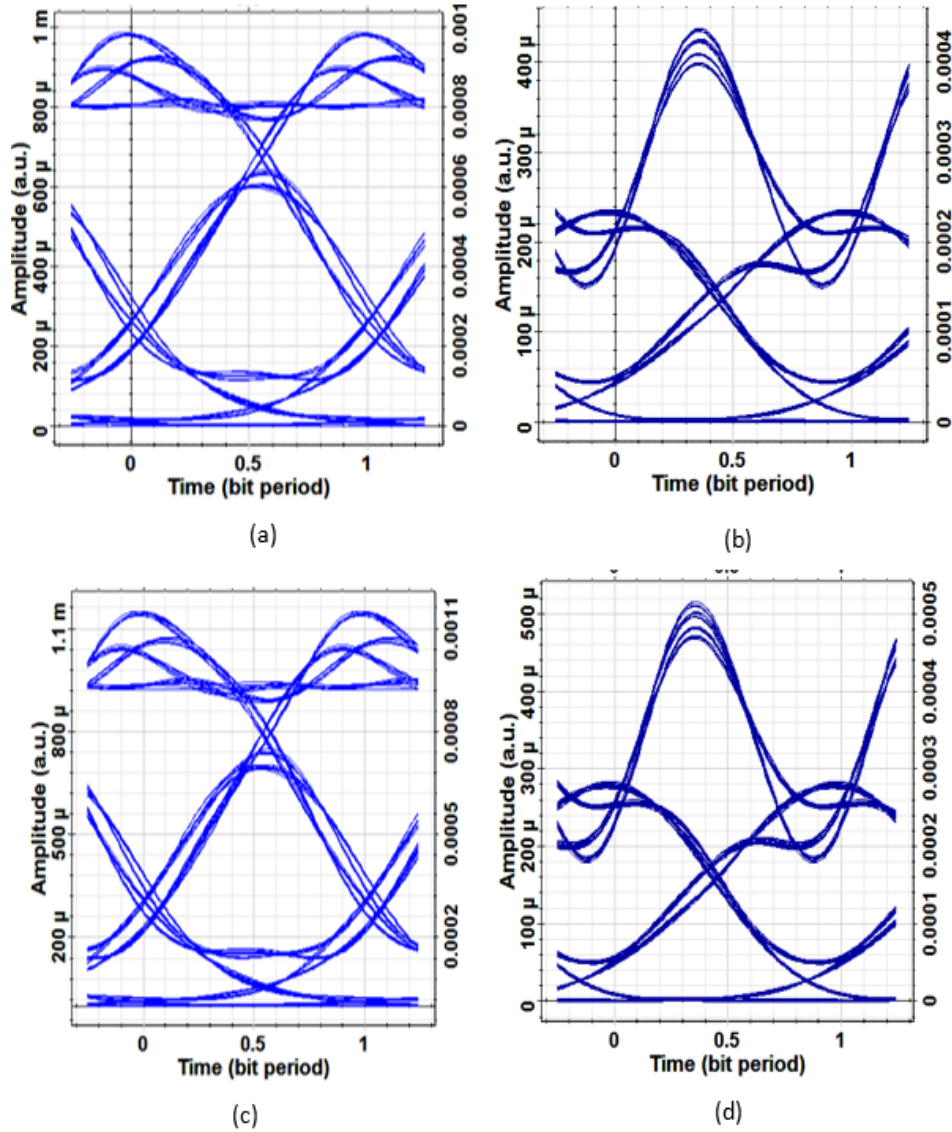 1 m
800 µ
600 µ
400 µ
200 µ
0
Amplitude (a.u.)
0.001
0.0008
0.0006
0.0004
0.0002
0
0 0.5 1
Time (bit period)
(a)
400 µ
300 µ
200 µ
100 µ
0
Amplitude (a.u.)
0.0004
0.0003
0.0002
0.0001
0
0 0.5 1
Time (bit period)
(b)
1.1 m
800 µ
500 µ
200 µ
Amplitude (a.u.)
0.0011
0.0008
0.0005
0.0002
0 0.5 1
Time (bit period)
(c)
500 µ
400 µ
300 µ
200 µ
100 µ
0
Amplitude (a.u.)
0.0005
0.0004
0.0003
0.0002
0.0001
0
0 0.5 1
Time (bit period)
(d)